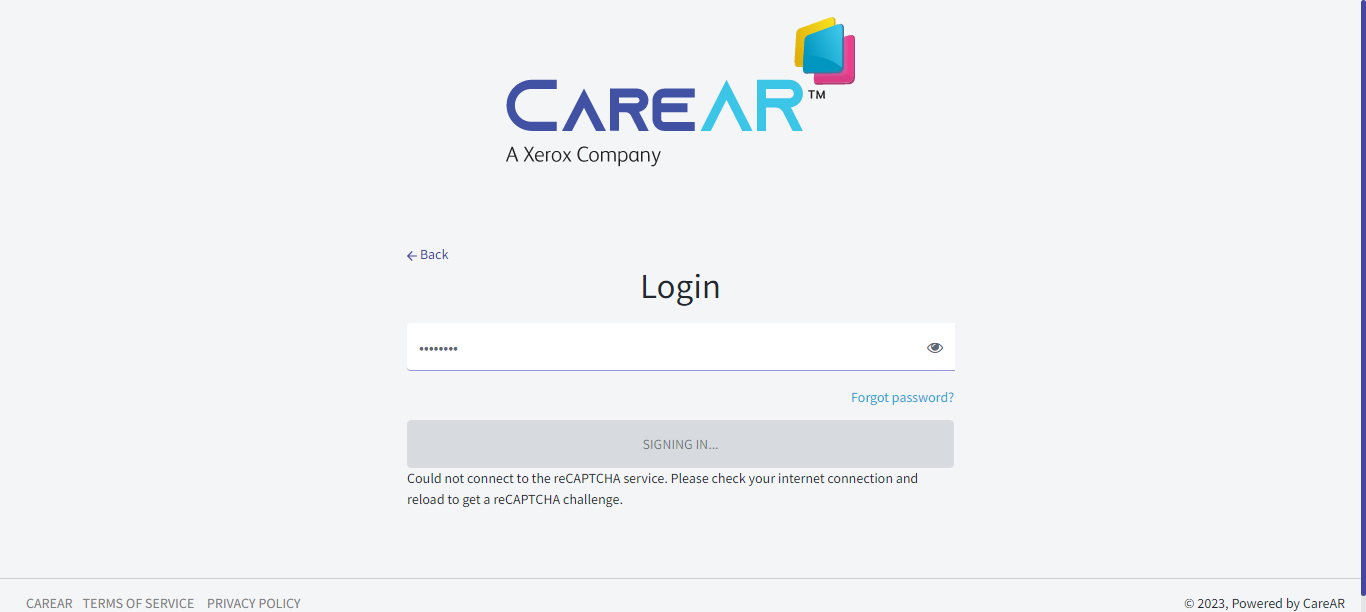 CAREAR™
A Xerox Company
Back
Login
••••••••
Forgot password?
SIGNING IN...
Could not connect to the reCAPTCHA service. Please check your internet connection and
reload to get a reCAPTCHA challenge.
CAREAR TERMS OF SERVICE PRIVACY POLICY © 2023, Powered by CareAR